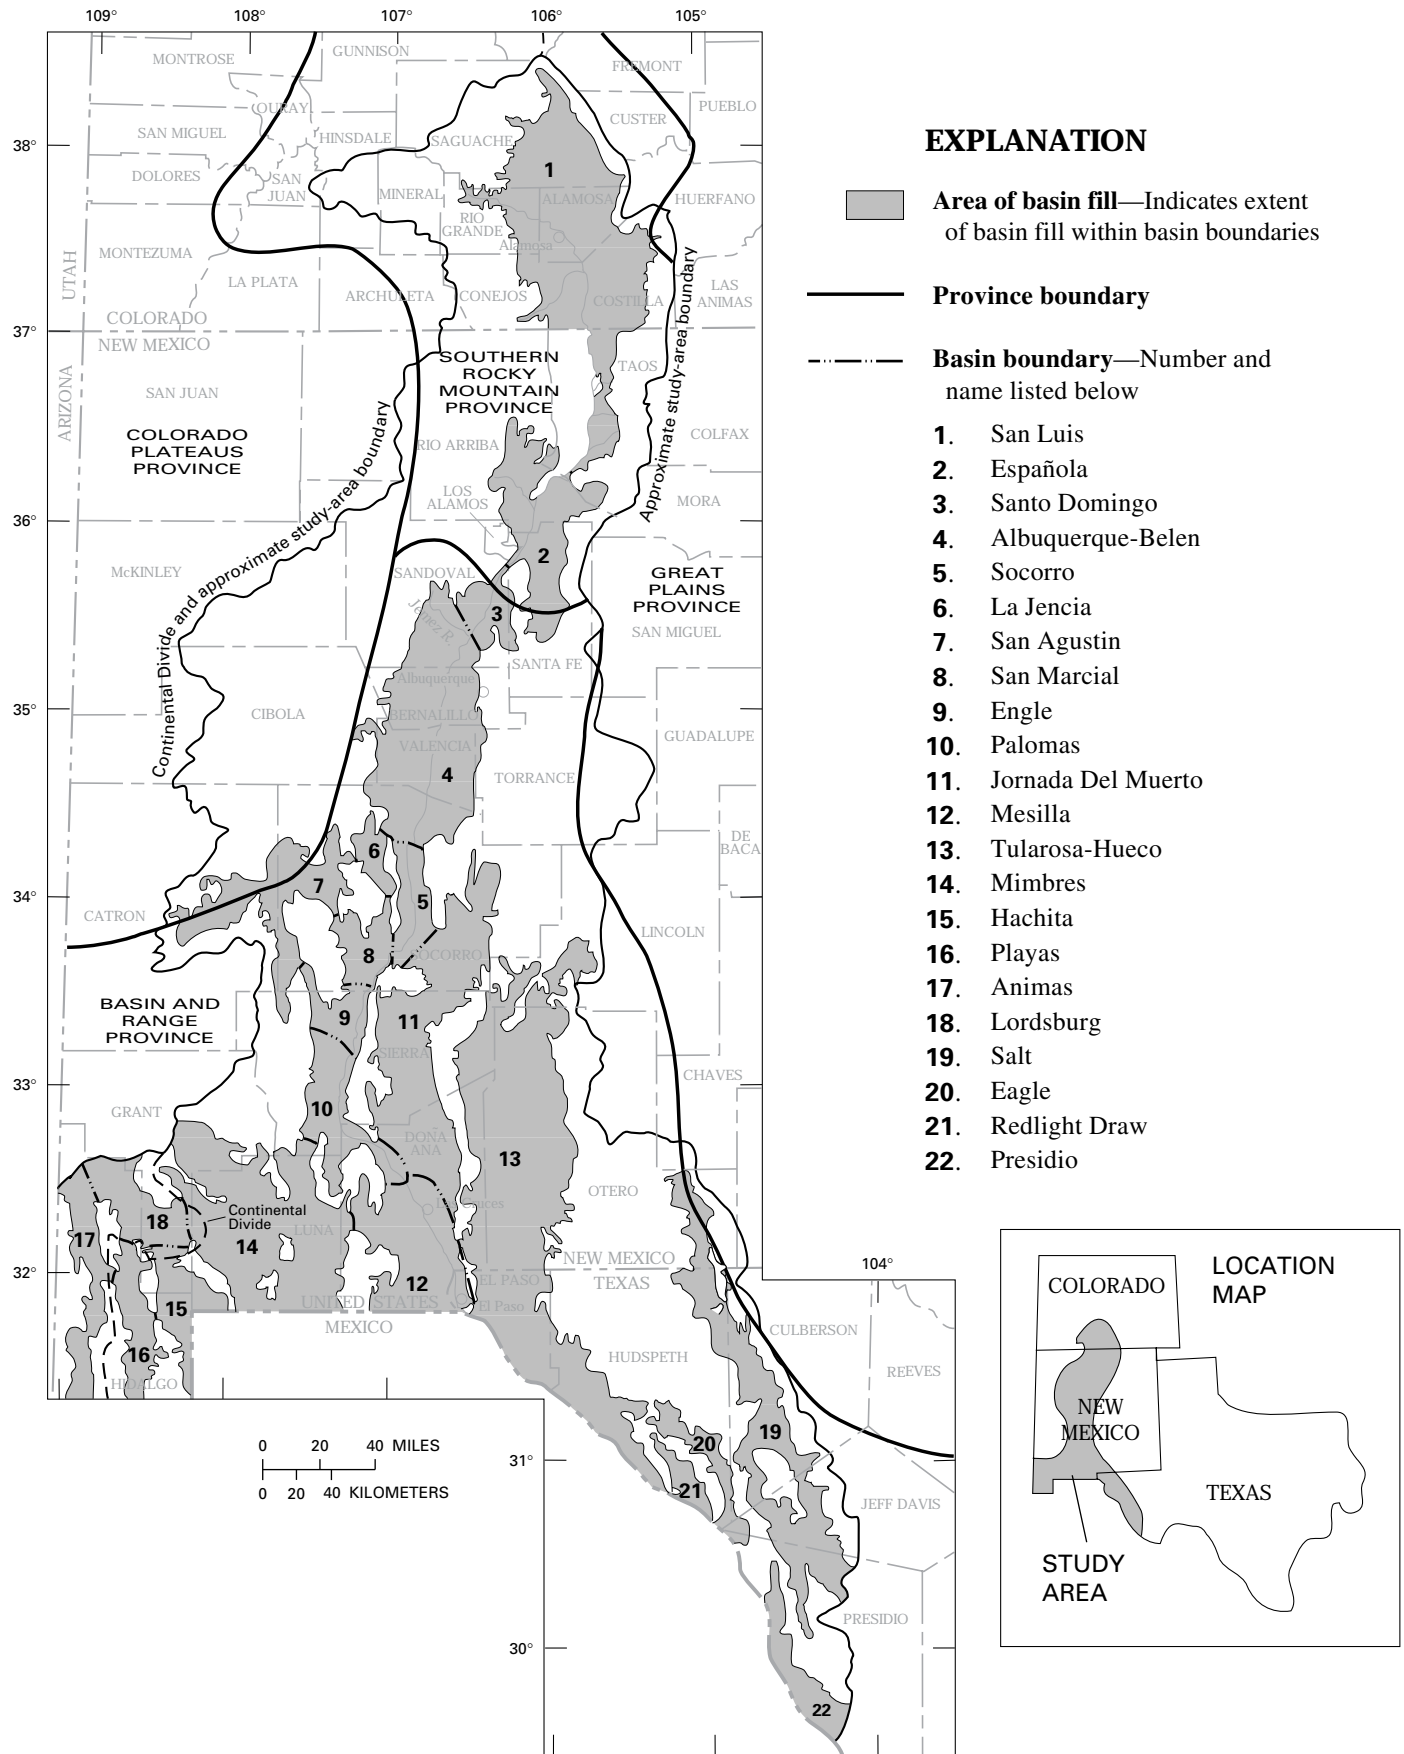 109°
108°
107°
106°
105°
38°
37°
36°
35°
34°
33°
32°
31°
30°
104°
MONTROSE
GUNNISON
FREMONT
OURAY
PUEBLO
SAN MIGUEL
HINSDALE
SAGUACHE
CUSTER
DOLORES
SAN
JUAN
MINERAL
1
ALAMOSA
HUERFANO
RIO
GRANDE
Alamosa
MONTEZUMA
UTAH
LA PLATA
ARCHULETA
CONEJOS
COSTILLA
LAS
ANIMAS
COLORADO
NEW MEXICO
Approximate study-area boundary
SOUTHERN
ROCKY
MOUNTAIN
PROVINCE
TAOS
ARIZONA
SAN JUAN
COLORADO
PLATEAUS
PROVINCE
RIO ARRIBA
COLFAX
LOS
ALAMOS
MORA
Continental Divide and approximate study-area boundary
2
McKINLEY
SANDOVAL
GREAT
PLAINS
PROVINCE
Jemez R.
3
SAN MIGUEL
SANTA FE
Albuquerque
CIBOLA
BERNALILLO
VALENCIA
GUADALUPE
4
TORRANCE
DE
BACA
6
7
5
CATRON
LINCOLN
8
SOCORRO
BASIN AND
RANGE
PROVINCE
9
11
SIERRA
CHAVES
GRANT
10
DOÑA
ANA
13
OTERO
Las Cruces
Continental
Divide
18
LUNA
17
14
NEW MEXICO
TEXAS
12
EL PASO
El Paso
15
UNITED STATES
MEXICO
CULBERSON
16
HIDALGO
HUDSPETH
REEVES
19
20
21
JEFF DAVIS
PRESIDIO
22
0 20 40 MILES
0 20 40 KILOMETERS
EXPLANATION
Area of basin fill—Indicates extent
of basin fill within basin boundaries
Province boundary
Basin boundary—Number and
name listed below
1. San Luis
2. Española
3. Santo Domingo
4. Albuquerque-Belen
5. Socorro
6. La Jencia
7. San Agustin
8. San Marcial
9. Engle
10. Palomas
11. Jornada Del Muerto
12. Mesilla
13. Tularosa-Hueco
14. Mimbres
15. Hachita
16. Playas
17. Animas
18. Lordsburg
19. Salt
20. Eagle
21. Redlight Draw
22. Presidio
LOCATION
MAP
COLORADO
NEW
MEXICO
TEXAS
STUDY
AREA